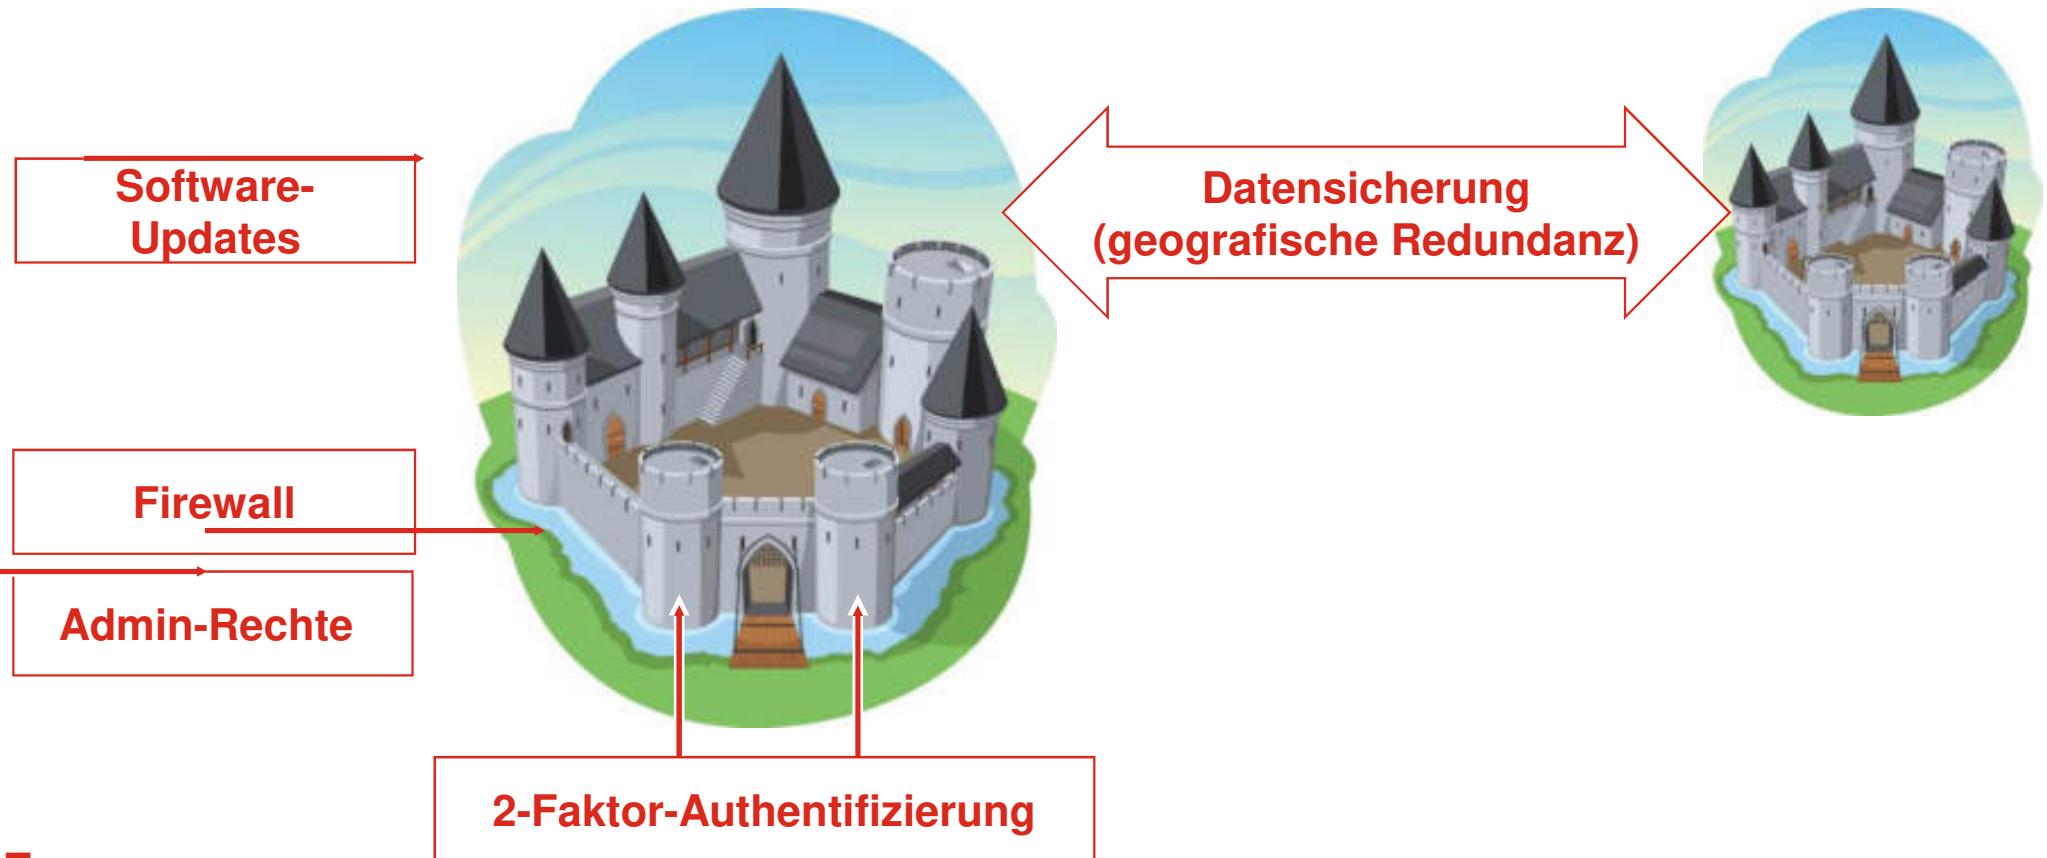 Software-
Updates
Datensicherung
(geografische Redundanz)
Firewall
Admin-Rechte
2-Faktor-Authentifizierung